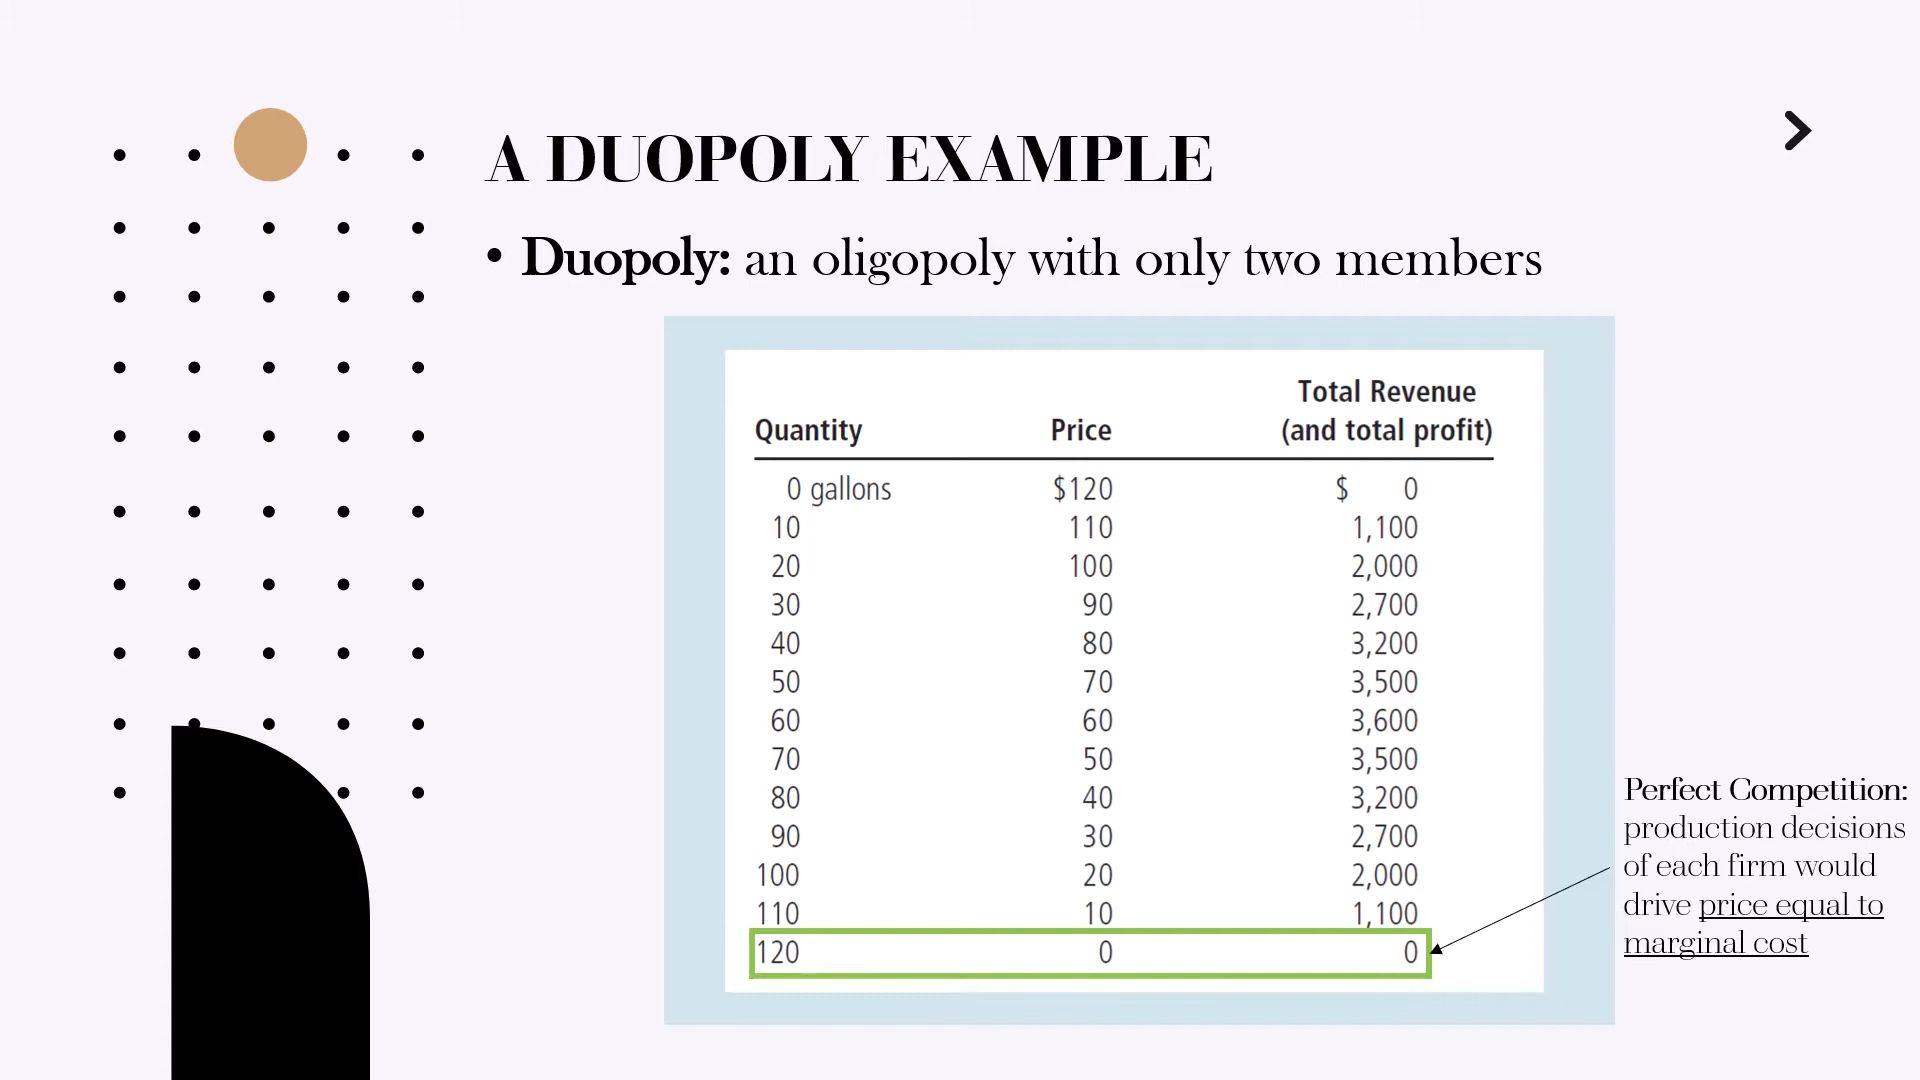 A DUOPOLY EXAMPLE
• Duopoly: an oligopoly with only two members
Total Revenue
Quantity Price (and total profit)
0 gallons $120 $ 0
10 110 1,100
20 100 2,000
30 90 2,700
40 80 3,200
50 70 3,500
60 60 3,600
70 50 3,500
80 40 3,200
90 30 2,700
100 20 2,000
110 10 1,100
120 0 0
Perfect Competition:
production decisions
of each firm would
drive price equal to
marginal cost